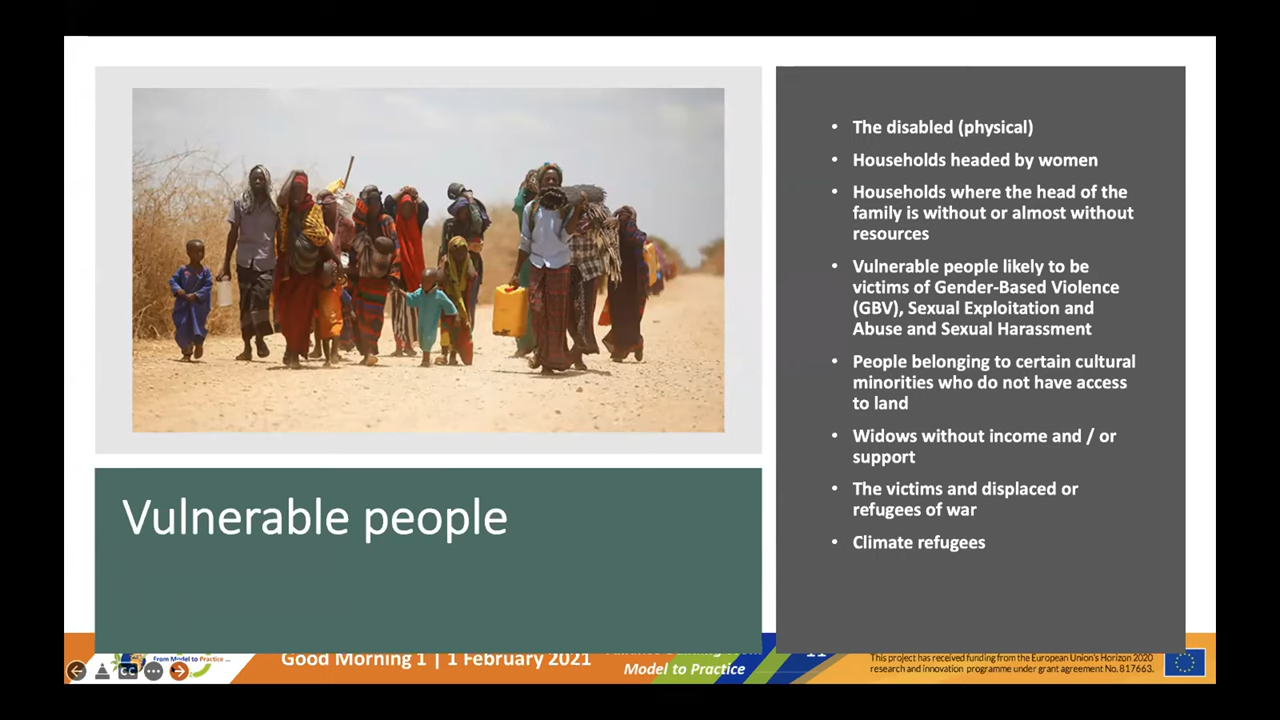 • The disabled (physical)
• Households headed by women
• Households where the head of the
family is without or almost without
resources
• Vulnerable people likely to be
victims of Gender-Based Violence
(GBV), Sexual Exploitation and
Abuse and Sexual Harassment
• People belonging to certain cultural
minorities who do not have access
to land
• Widows without income and / or
support
• The victims and displaced or
refugees of war
• Climate refugees
Vulnerable people
From Model to Practice ...
CC
Good Morning 1 | 1 February 2021
Model to Practice
11
This project has received funding from the European Union's Horizon 2020
research and innovation programme under grant agreement No. 817663.